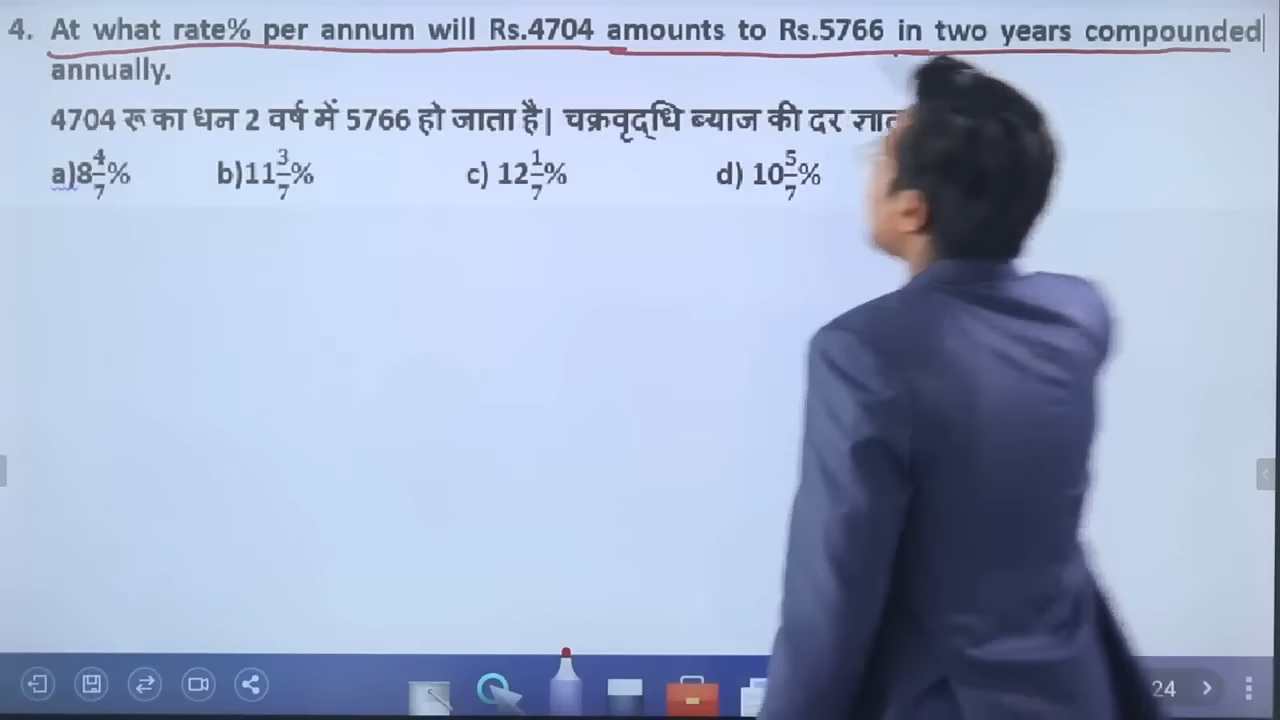 4. At what rate% per annum will Rs.4704 amounts to Rs.5766 in two years compounded
annually.
4704 रू का धन 2 वर्ष में 5766 हो जाता है| चक्रवृद्धि ब्याज की दर
a)8 4/7% b)11 3/7% c) 12 1/7% d) 10 5/7%
24